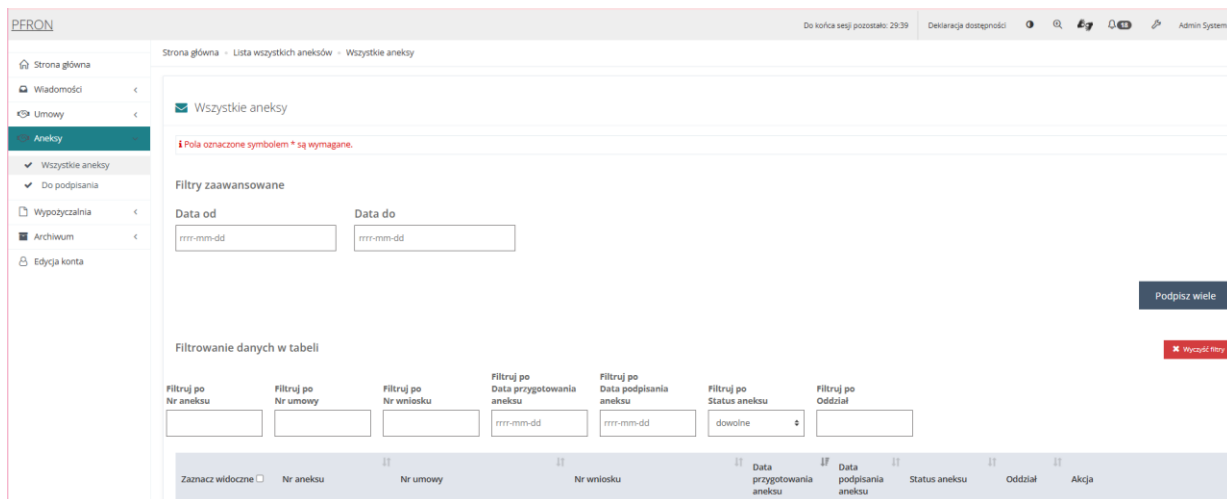 PFRON
Do końca sesji pozostało: 29:39
Deklaracja dostępności
18
Admin System
Strona główna
Wiadomości
Umowy
Aneksy
Wszystkie aneksy
Do podpisania
Wypożyczalnia
Archiwum
Edycja konta
Strona główna
Lista wszystkich aneksów
Wszystkie aneksy
Wszystkie aneksy
Pola oznaczone symbolem * są wymagane.
Filtry zaawansowane
Data od
Data do
rrrr-mm-dd
rrrr-mm-dd
Podpisz wiele
Filtrowanie danych w tabeli
Wyczyść filtry
Filtruj po
Nr aneksu
Filtruj po
Nr umowy
Filtruj po
Nr wniosku
Filtruj po
Data przygotowania
aneksu
rrrr-mm-dd
Filtruj po
Data podpisania
aneksu
rrrr-mm-dd
Filtruj po
Status aneksu
dowolne
Filtruj po
Oddział
Zaznacz widoczne
Nr aneksu
Nr umowy
Nr wniosku
Data
przygotowania
aneksu
Data
podpisania
aneksu
Status aneksu
Oddział
Akcja